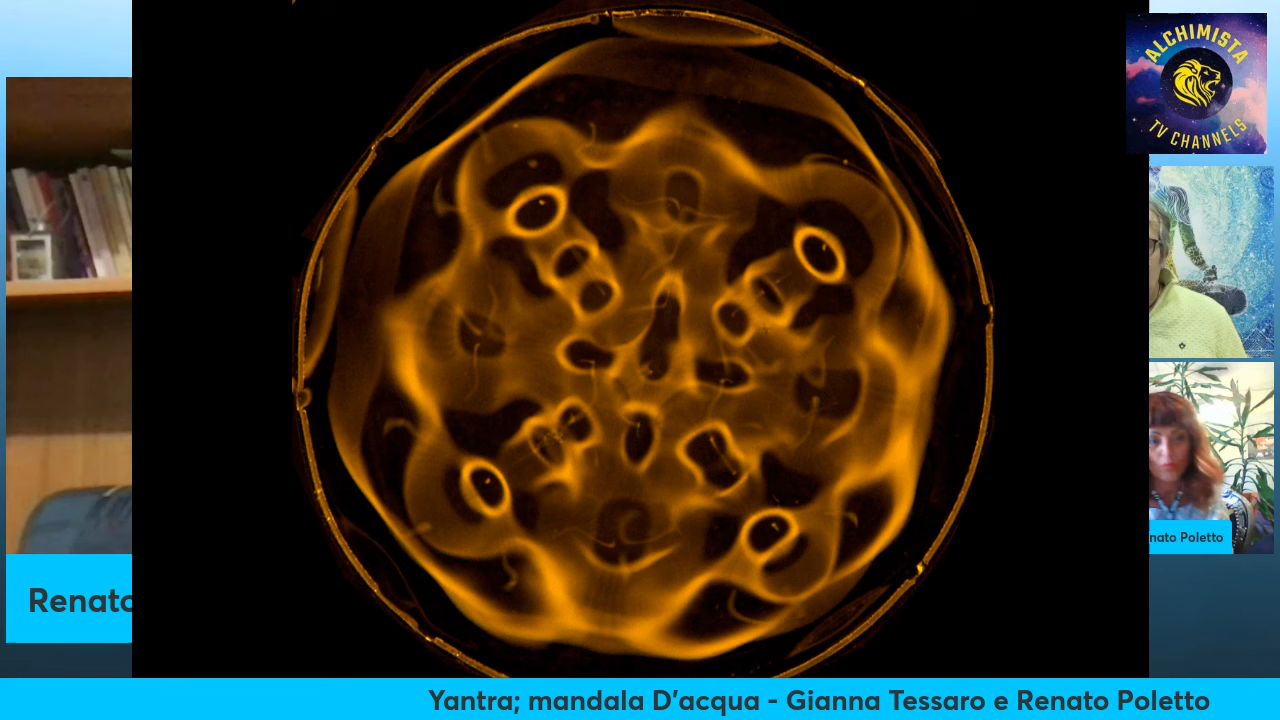 ALCHIMISTA
TV CHANNELS
nato Poletto
Renato
Yantra; mandala D'acqua - Gianna Tessaro e Renato Poletto